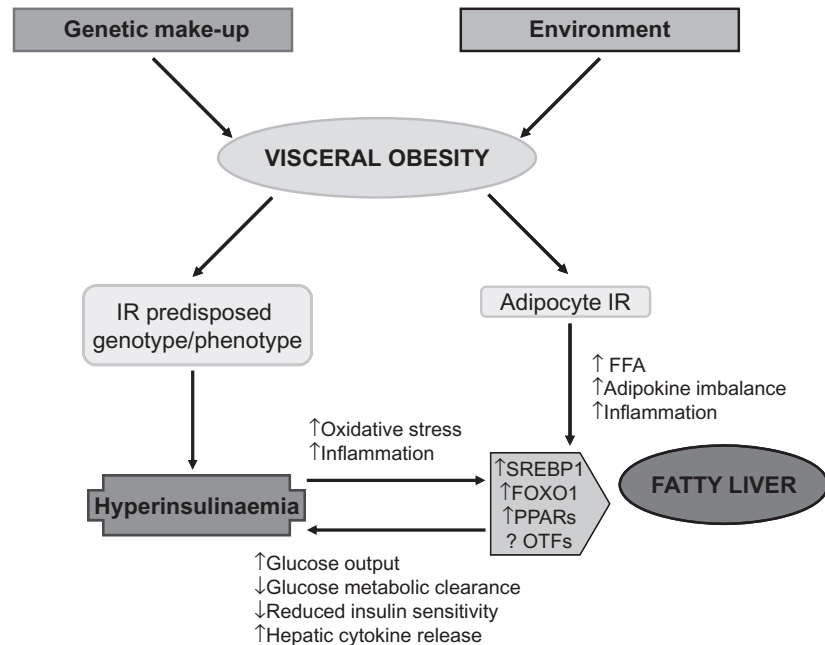 Genetic make-up
Environment
VISCERAL OBESITY
IR predisposed
genotype/phenotype
Adipocyte IR
↑ FFA
↑Adipokine imbalance
↑Inflammation
↑Oxidative stress
↑Inflammation
Hyperinsulinaemia
↑SREBP1
↑FOXO1
↑PPARs
? OTFs
FATTY LIVER
↑Glucose output
↓Glucose metabolic clearance
↓Reduced insulin sensitivity
↑Hepatic cytokine release